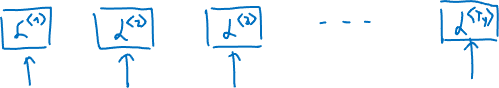 ℒ<1> ℒ<2> ℒ<3> - - - ℒ<Ty>